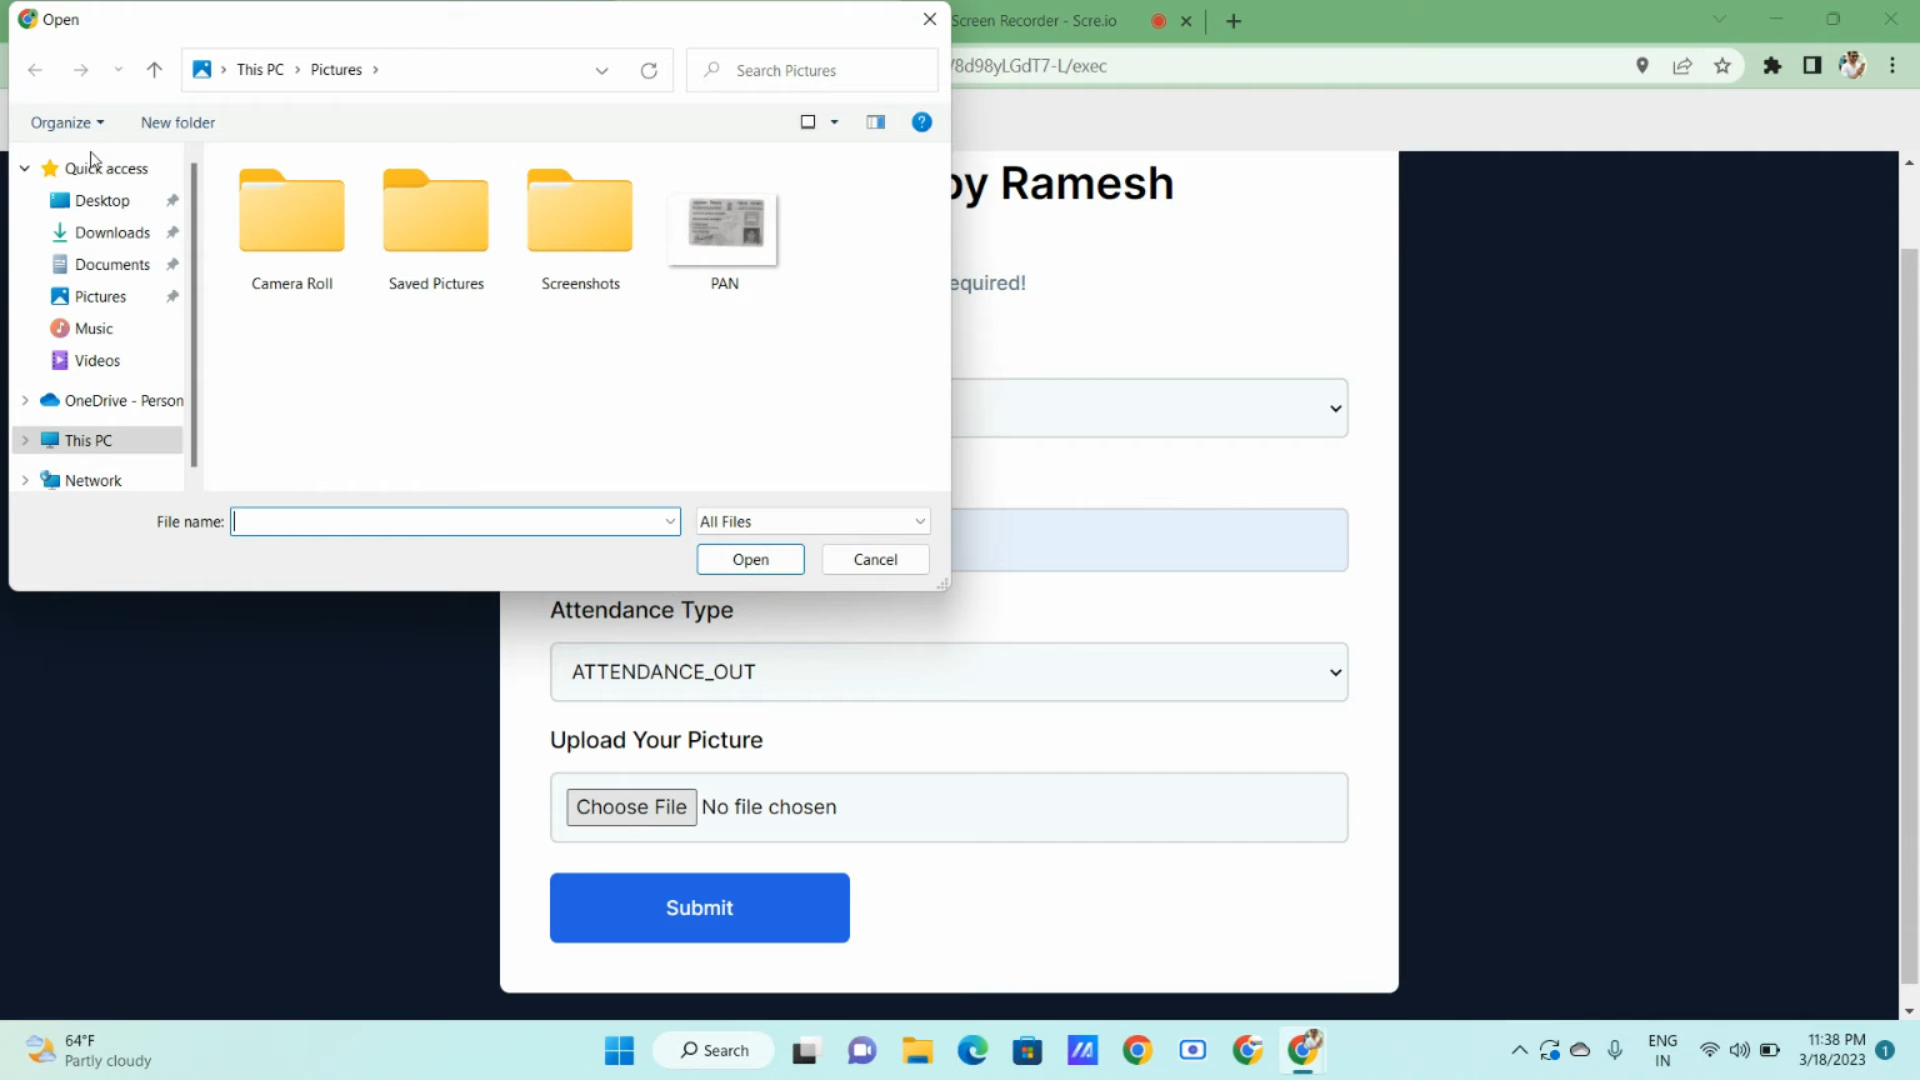 Open
Screen Recorder - Scre.io
This PC
Pictures
Search Pictures
/8d98yLGdT7-L/exec
Organize
New folder
Quick access
Desktop
Downloads
Documents
Pictures
Music
Videos
OneDrive - Person
This PC
Network
Camera Roll
Saved Pictures
Screenshots
PAN
File name:
All Files
Open
Cancel
by Ramesh
equired!
Attendance Type
ATTENDANCE_OUT
Upload Your Picture
Choose File No file chosen
Submit
64°F
Partly cloudy
Search
ENG
IN
11:38 PM
3/18/2023
1